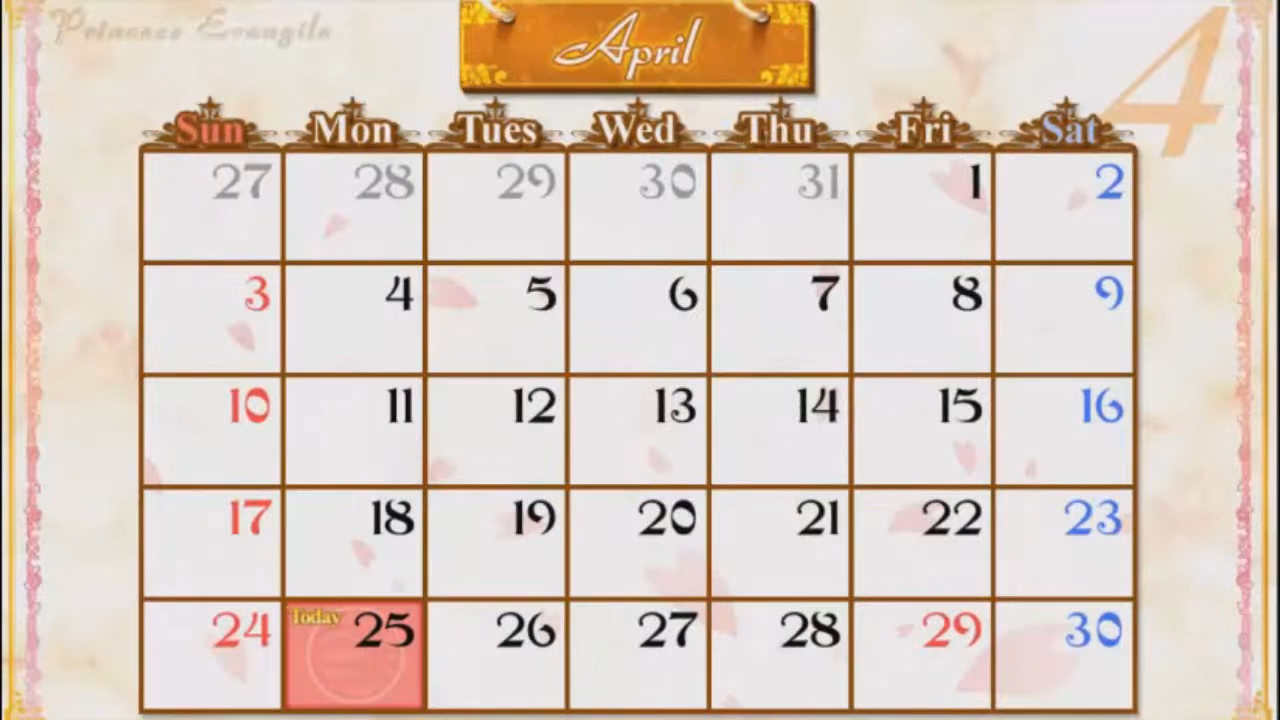 Princess Evangile
April
4
Sun Mon Tues Wed Thu Fri Sat
27 28 29 30 31 1 2
3 4 5 6 7 8 9
10 11 12 13 14 15 16
17 18 19 20 21 22 23
24 Today 25 26 27 28 29 30